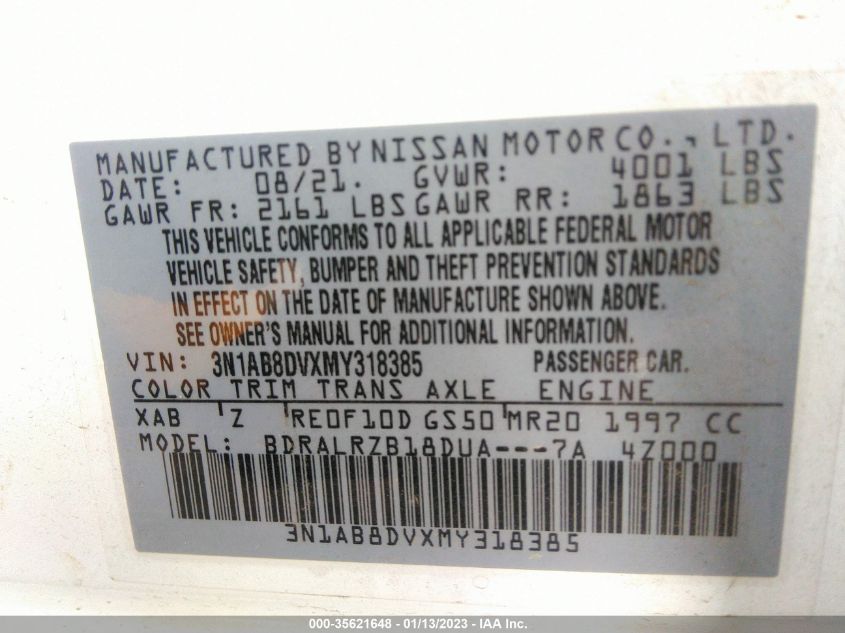 MANUFACTURED BY NISSAN MOTOR CO., LTD.
DATE: 08/21. GVWR: 4001 LBS
GAWR FR: 2161 LBS GAWR RR: 1863 LBS
THIS VEHICLE CONFORMS TO ALL APPLICABLE FEDERAL MOTOR
VEHICLE SAFETY, BUMPER AND THEFT PREVENTION STANDARDS
IN EFFECT ON THE DATE OF MANUFACTURE SHOWN ABOVE.
SEE OWNER'S MANUAL FOR ADDITIONAL INFORMATION.
VIN: 3N1AB8DVXMY318385 PASSENGER CAR.
COLOR TRIM TRANS AXLE ENGINE
XAB Z RE0F10D GS50 MR20 1997 CC
MODEL: BDRALRZB18DUA---7A 4Z000
3N1AB8DVXMY318385
000-35621648 / 01/13/2023 - IAA Inc.